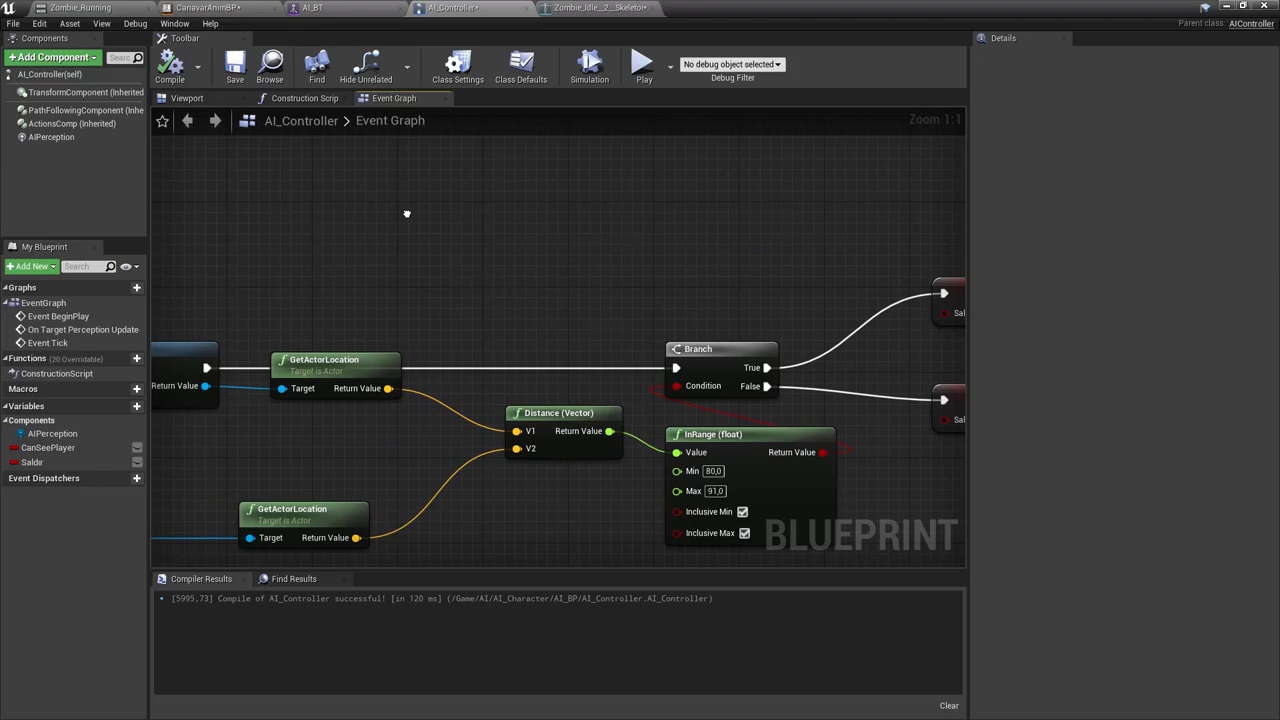 Zombie_Running
CanavarAnimBP*
AI_BT
AI_Controller*
Zombie_Idle__2__Skeleton*
File Edit Asset View Debug Window Help
Parent class: AIController
Components
Toolbar
Details
+Add Component
AI_Controller(self)
TransformComponent (Inherited
PathFollowingComponent (Inhe
ActionsComp (Inherited)
AIPerception
Compile
Save
Browse
Find
Hide Unrelated
Class Settings
Class Defaults
Simulation
Play
No debug object selected
Debug Filter
Viewport
Construction Scrip
Event Graph
AI_Controller > Event Graph
Zoom 1:1
My Blueprint
+Add New
Search
Graphs
EventGraph
Event BeginPlay
On Target Perception Update
Event Tick
Functions (20 Overridable)
ConstructionScript
Macros
Variables
Components
AIPerception
CanSeePlayer
Saldır
Event Dispatchers
Return Value
GetActorLocation
Target is Actor
Target Return Value
Distance (Vector)
V1 Return Value
V2
GetActorLocation
Target is Actor
Target Return Value
Branch
True
Condition False
InRange (float)
Value Return Value
Min 80,0
Max 91,0
Inclusive Min
Inclusive Max
Sal
Sal
BLUEPRINT
Compiler Results
Find Results
[5995,73] Compile of AI_Controller successful! [in 120 ms] (/Game/AI/AI_Character/AI_BP/AI_Controller.AI_Controller)
Clear